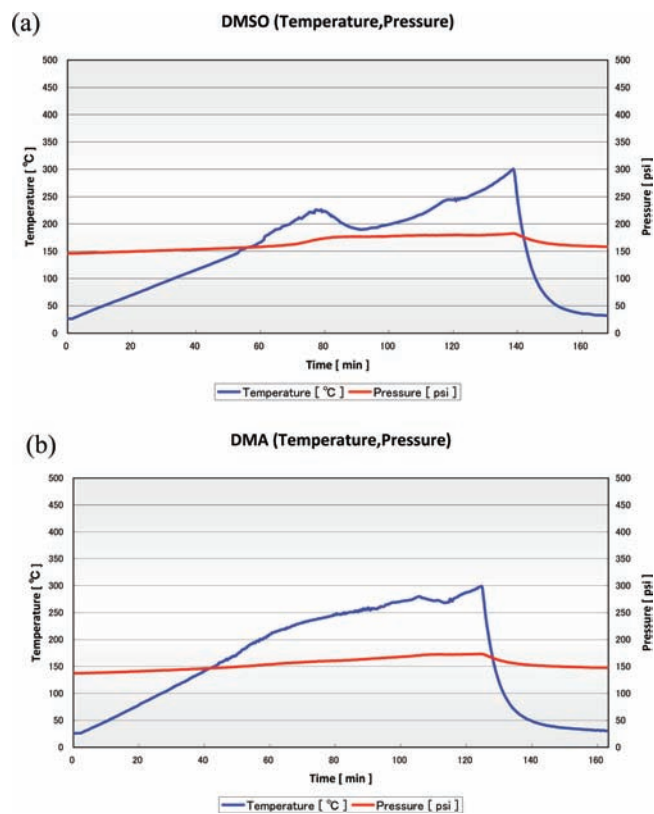 (a)
DMSO (Temperature,Pressure)
500 500
450 450
400 400
350 350
300 300
250 250
200 200
150 150
100 100
50 50
0 0
Temperature [ ℃]
Pressure [ psi ]
0 20 40 60 80 100 120 140 160
Time [ min ]
Temperature [ ℃ ] Pressure [ psi ]
(b)
DMA (Temperature,Pressure)
500 500
450 450
400 400
350 350
300 300
250 250
200 200
150 150
100 100
50 50
0 0
Temperature [ ℃]
Pressure [ psi ]
0 20 40 60 80 100 120 140 160
Time [ min ]
Temperature [ ℃ ] Pressure [ psi ]